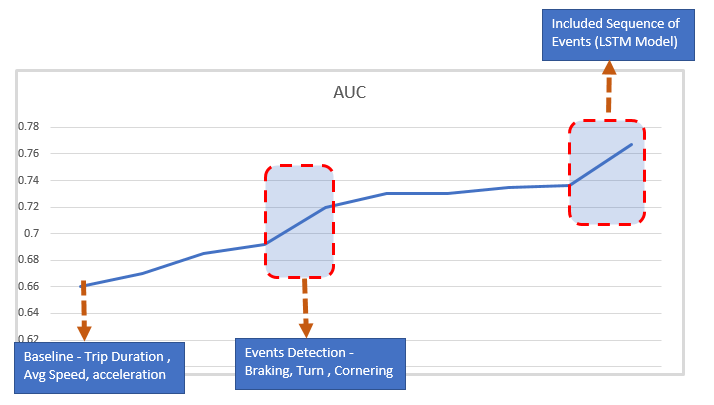 Included Sequence of
Events (LSTM Model)
AUC
0.78
0.76
0.74
0.72
0.7
0.68
0.66
0.64
0.62
Baseline - Trip Duration ,
Avg Speed, acceleration
Events Detection -
Braking, Turn , Cornering